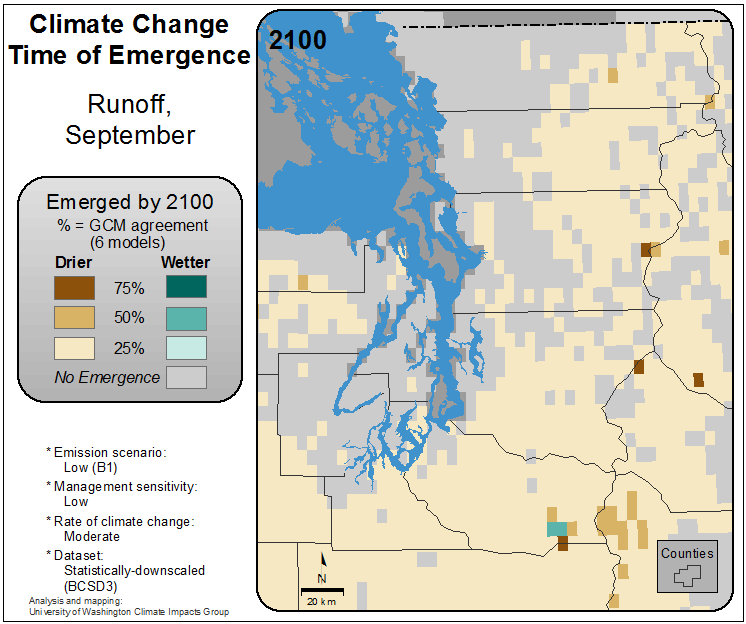 Climate Change
Time of Emergence
Runoff,
September
Emerged by 2100
% = GCM agreement
(6 models)
Drier Wetter
75%
50%
25%
No Emergence
* Emission scenario:
Low (B1)
* Management sensitivity:
Low
* Rate of climate change:
Moderate
* Dataset:
Statistically-downscaled
(BCSD3)
Analysis and mapping:
University of Washington Climate Impacts Group
2100
N
20 km
Counties